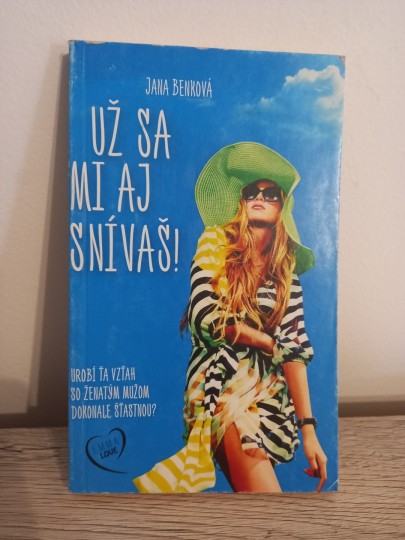 JANA BENKOVÁ
UŽ SA
MI AJ
SNÍVAŠ!
UROBÍ ŤA VZŤAH
SO ŽENATÝM MUŽOM
DOKONALE ŠŤASTNOU?
LOVE